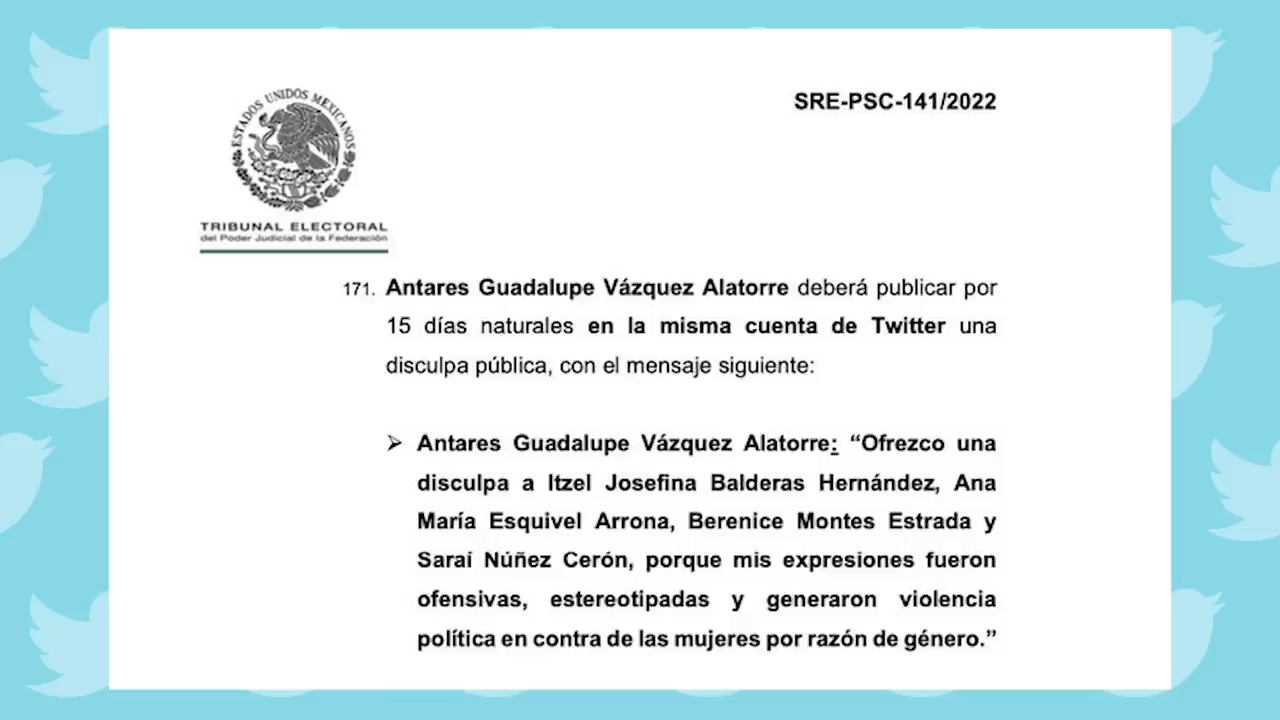 SRE-PSC-141/2022
ESTADOS UNIDOS MEXICANOS
TRIBUNAL ELECTORAL
del Poder Judicial de la Federación
171. Antares Guadalupe Vázquez Alatorre deberá publicar por
15 días naturales en la misma cuenta de Twitter una
disculpa pública, con el mensaje siguiente:
➢ Antares Guadalupe Vázquez Alatorre: “Ofrezco una
disculpa a Itzel Josefina Balderas Hernández, Ana
María Esquivel Arrona, Berenice Montes Estrada y
Saraí Núñez Cerón, porque mis expresiones fueron
ofensivas, estereotipadas y generaron violencia
política en contra de las mujeres por razón de género.”